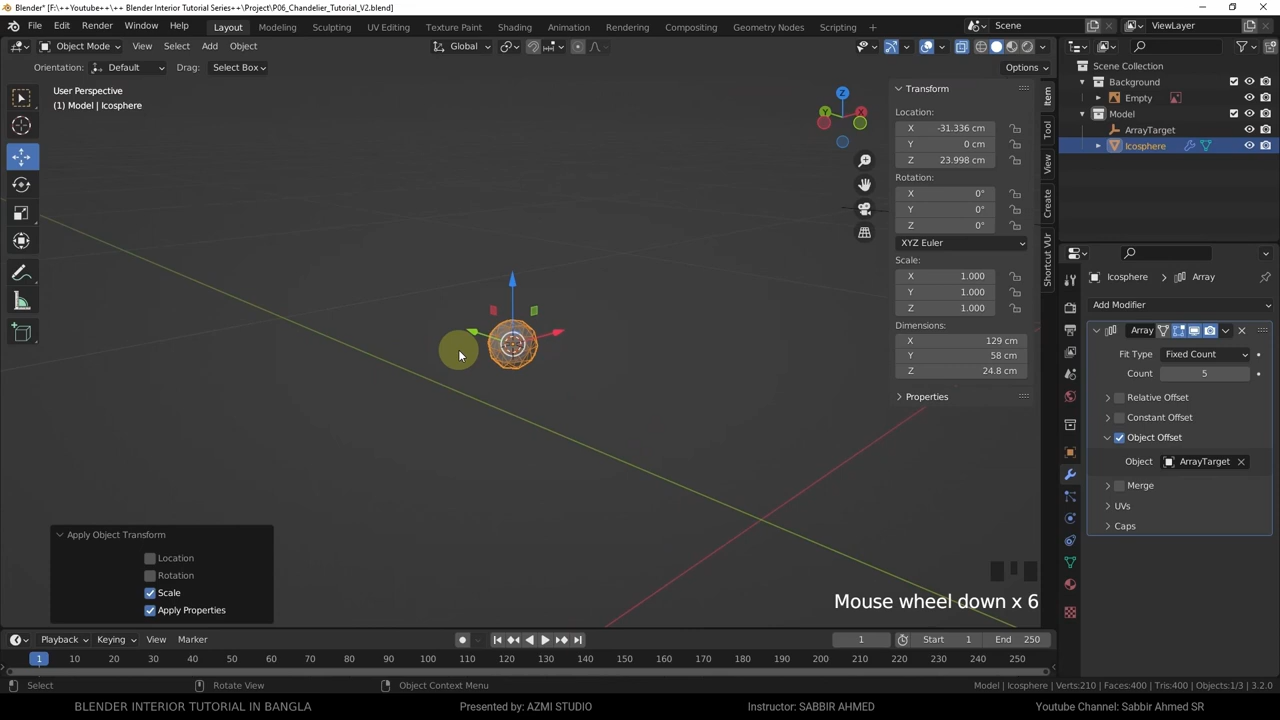 Blender* [F:\++Youtube++\++ Blender Interior Tutorial Series++\Project\P06_Chandelier_Tutorial_V2.blend]
File Edit Render Window Help Layout Modeling Sculpting UV Editing Texture Paint Shading Animation Rendering Compositing Geometry Nodes Scripting Scene ViewLayer
Object Mode View Select Add Object Global
Orientation: Default Drag: Select Box Options
User Perspective
(1) Model | Icosphere
Z
Y
X
Transform
Location:
X -31.336 cm
Y 0 cm
Z 23.998 cm
Rotation:
X 0°
Y 0°
Z 0°
XYZ Euler
Scale:
X 1.000
Y 1.000
Z 1.000
Dimensions:
X 129 cm
Y 58 cm
Z 24.8 cm
Properties
Item
Tool
View
Create
Shortcut VUr
Scene Collection
Background
Empty
Model
ArrayTarget
Icosphere
Icosphere Array
Add Modifier
Array
Fit Type Fixed Count
Count 5
Relative Offset
Constant Offset
Object Offset
Object ArrayTarget
Merge
UVs
Caps
Apply Object Transform
Location
Rotation
Scale
Apply Properties
Mouse wheel down x 6
Playback Keying View Marker 1 Start 1 End 250
1 10 20 30 40 50 60 70 80 90 100 110 120 130 140 150 160 170 180 190 200 210 220 230 240 250
Select Rotate View Object Context Menu Model | Icosphere | Verts:210 | Faces:400 | Tris:400 | Objects:1/3 | 3.2.0
BLENDER INTERIOR TUTORIAL IN BANGLA Presented by: AZMI STUDIO Instructor: SABBIR AHMED Youtube Channel: Sabbir Ahmed SR